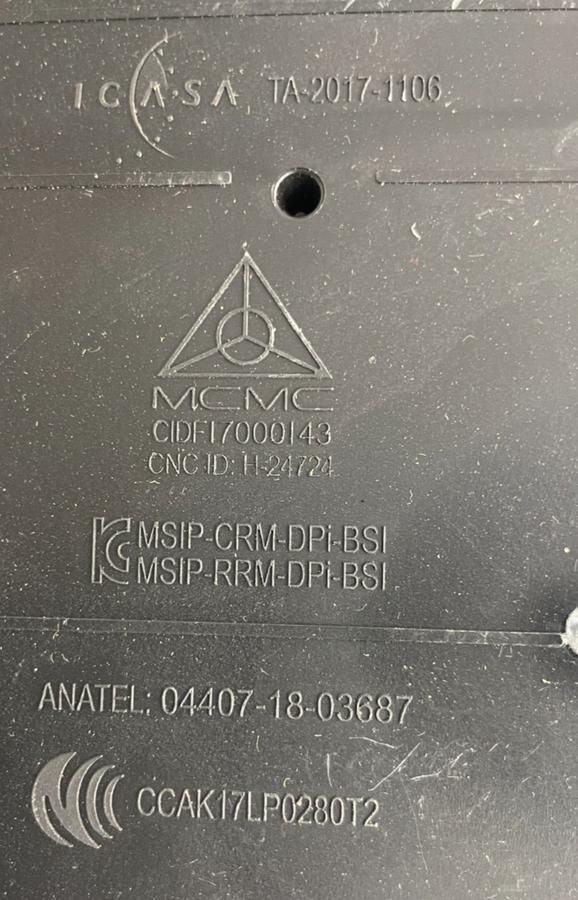 ICASA TA-2017-1106
MCMC
CIDF17000143
CNC ID: H-24724
MSIP-CRM-DPi-BSI
MSIP-RRM-DPi-BSI
ANATEL: 04407-18-03687
CCAK17LP0280T2